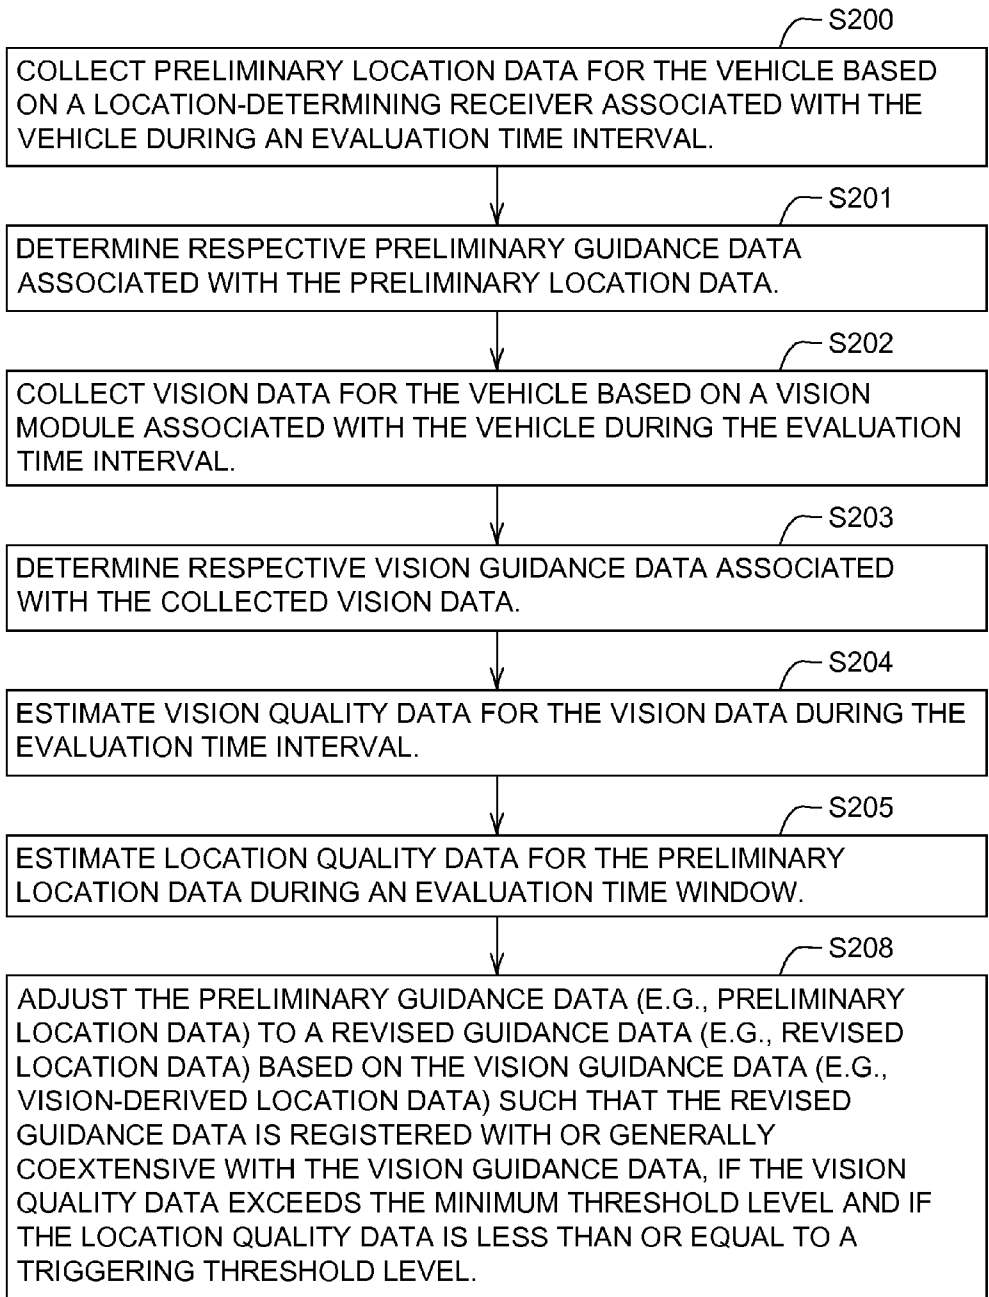 S200
COLLECT PRELIMINARY LOCATION DATA FOR THE VEHICLE BASED
ON A LOCATION-DETERMINING RECEIVER ASSOCIATED WITH THE
VEHICLE DURING AN EVALUATION TIME INTERVAL.
S201
DETERMINE RESPECTIVE PRELIMINARY GUIDANCE DATA
ASSOCIATED WITH THE PRELIMINARY LOCATION DATA.
S202
COLLECT VISION DATA FOR THE VEHICLE BASED ON A VISION
MODULE ASSOCIATED WITH THE VEHICLE DURING THE EVALUATION
TIME INTERVAL.
S203
DETERMINE RESPECTIVE VISION GUIDANCE DATA ASSOCIATED
WITH THE COLLECTED VISION DATA.
S204
ESTIMATE VISION QUALITY DATA FOR THE VISION DATA DURING THE
EVALUATION TIME INTERVAL.
S205
ESTIMATE LOCATION QUALITY DATA FOR THE PRELIMINARY
LOCATION DATA DURING AN EVALUATION TIME WINDOW.
S208
ADJUST THE PRELIMINARY GUIDANCE DATA (E.G., PRELIMINARY
LOCATION DATA) TO A REVISED GUIDANCE DATA (E.G., REVISED
LOCATION DATA) BASED ON THE VISION GUIDANCE DATA (E.G.,
VISION-DERIVED LOCATION DATA) SUCH THAT THE REVISED
GUIDANCE DATA IS REGISTERED WITH OR GENERALLY
COEXTENSIVE WITH THE VISION GUIDANCE DATA, IF THE VISION
QUALITY DATA EXCEEDS THE MINIMUM THRESHOLD LEVEL AND IF
THE LOCATION QUALITY DATA IS LESS THAN OR EQUAL TO A
TRIGGERING THRESHOLD LEVEL.